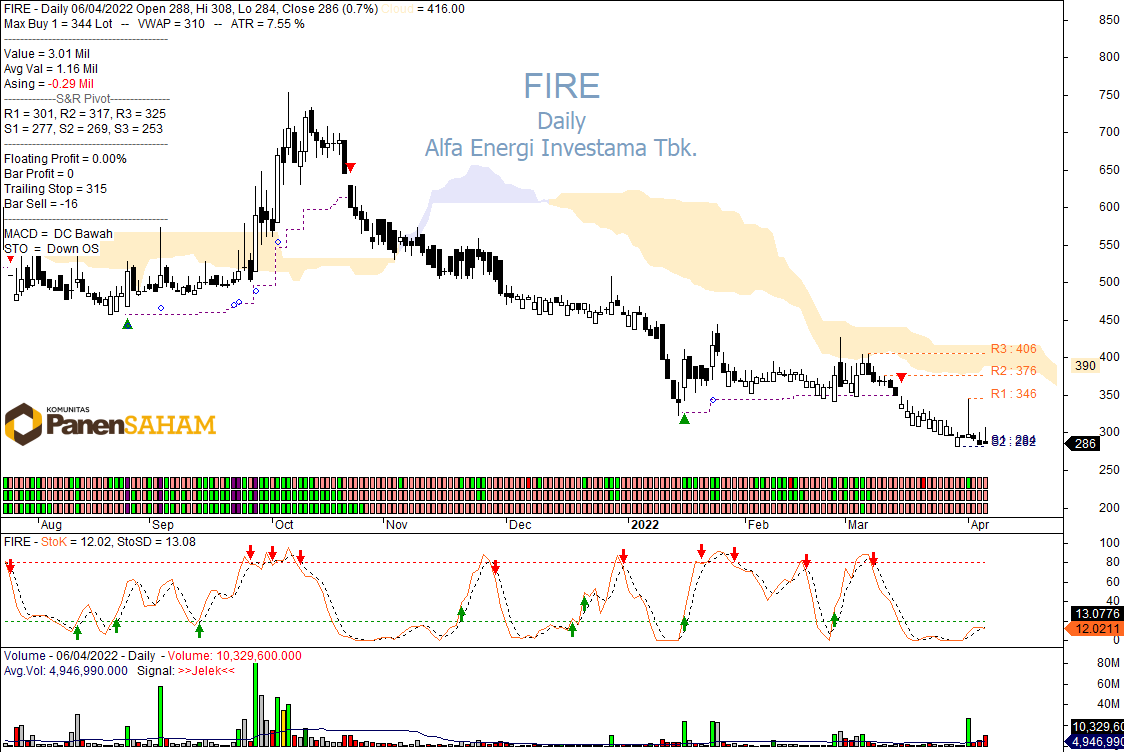 FIRE - Daily 06/04/2022 Open 288, Hi 308, Lo 284, Close 286 (0.7%) Cloud = 416.00
Max Buy 1 = 344 Lot -- VWAP = 310 -- ATR = 7.55 %
Value = 3.01 Mil
Avg Val = 1.16 Mil
Asing = -0.29 Mil
S&R Pivot
R1 = 301, R2 = 317, R3 = 325
S1 = 277, S2 = 269, S3 = 253
Floating Profit = 0.00%
Bar Profit = 0
Trailing Stop = 315
Bar Sell = -16
MACD = DC Bawah
STO = Down OS
FIRE
Daily
Alfa Energi Investama Tbk.
KOMUNITAS
PanenSAHAM
R3 : 406
R2 : 376
R1 : 346
S2 : 282
850
800
750
700
650
600
550
500
450
400
390
350
300
286
250
200
Aug Sep Oct Nov Dec 2022 Feb Mar Apr
FIRE - StoK = 12.02, StoSD = 13.08
100
80
60
40
13.0776
12.0211
0
Volume - 06/04/2022 - Daily - Volume: 10,329,600.000
Avg.Vol: 4,946,990.000 Signal: >>Jelek<<
80M
60M
40M
10,329,60
4,946,990